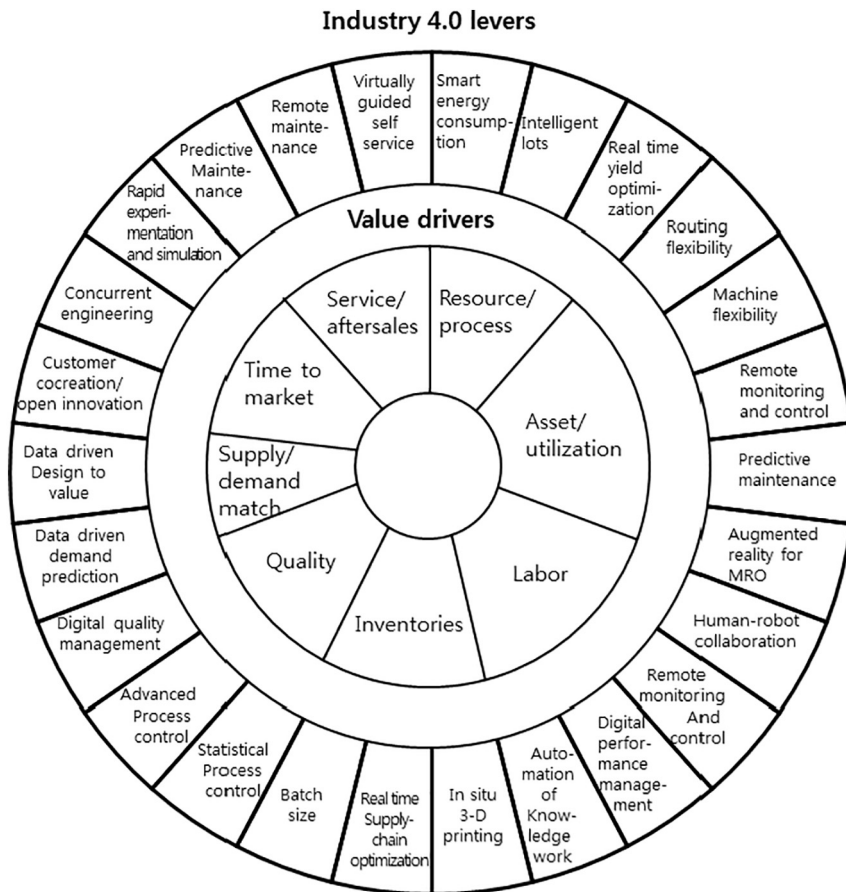 Industry 4.0 levers
Virtually
guided
self
service
Smart
energy
consump-
tion
Intelligent
lots
Real time
yield
optimi-
zation
Routing
flexibility
Machine
flexibility
Remote
monitoring
and control
Predictive
maintenance
Augmented
reality for
MRO
Human-robot
collaboration
Remote
monitoring
And
control
Digital
perfor-
mance
manage-
ment
Auto-
mation
of
Know-
ledge
work
In situ
3-D
printing
Real time
Supply-
chain
optimization
Batch
size
Statistical
Process
control
Advanced
Process
control
Digital quality
management
Data driven
demand
prediction
Data driven
Design to
value
Customer
cocreation/
open innovation
Concurrent
engineering
Rapid
experi-
mentation
and simulation
Predictive
Mainte-
nance
Remote
mainte-
nance
Value drivers
Service/
aftersales
Resource/
process
Asset/
utilization
Labor
Inventories
Quality
Supply/
demand
match
Time to
market